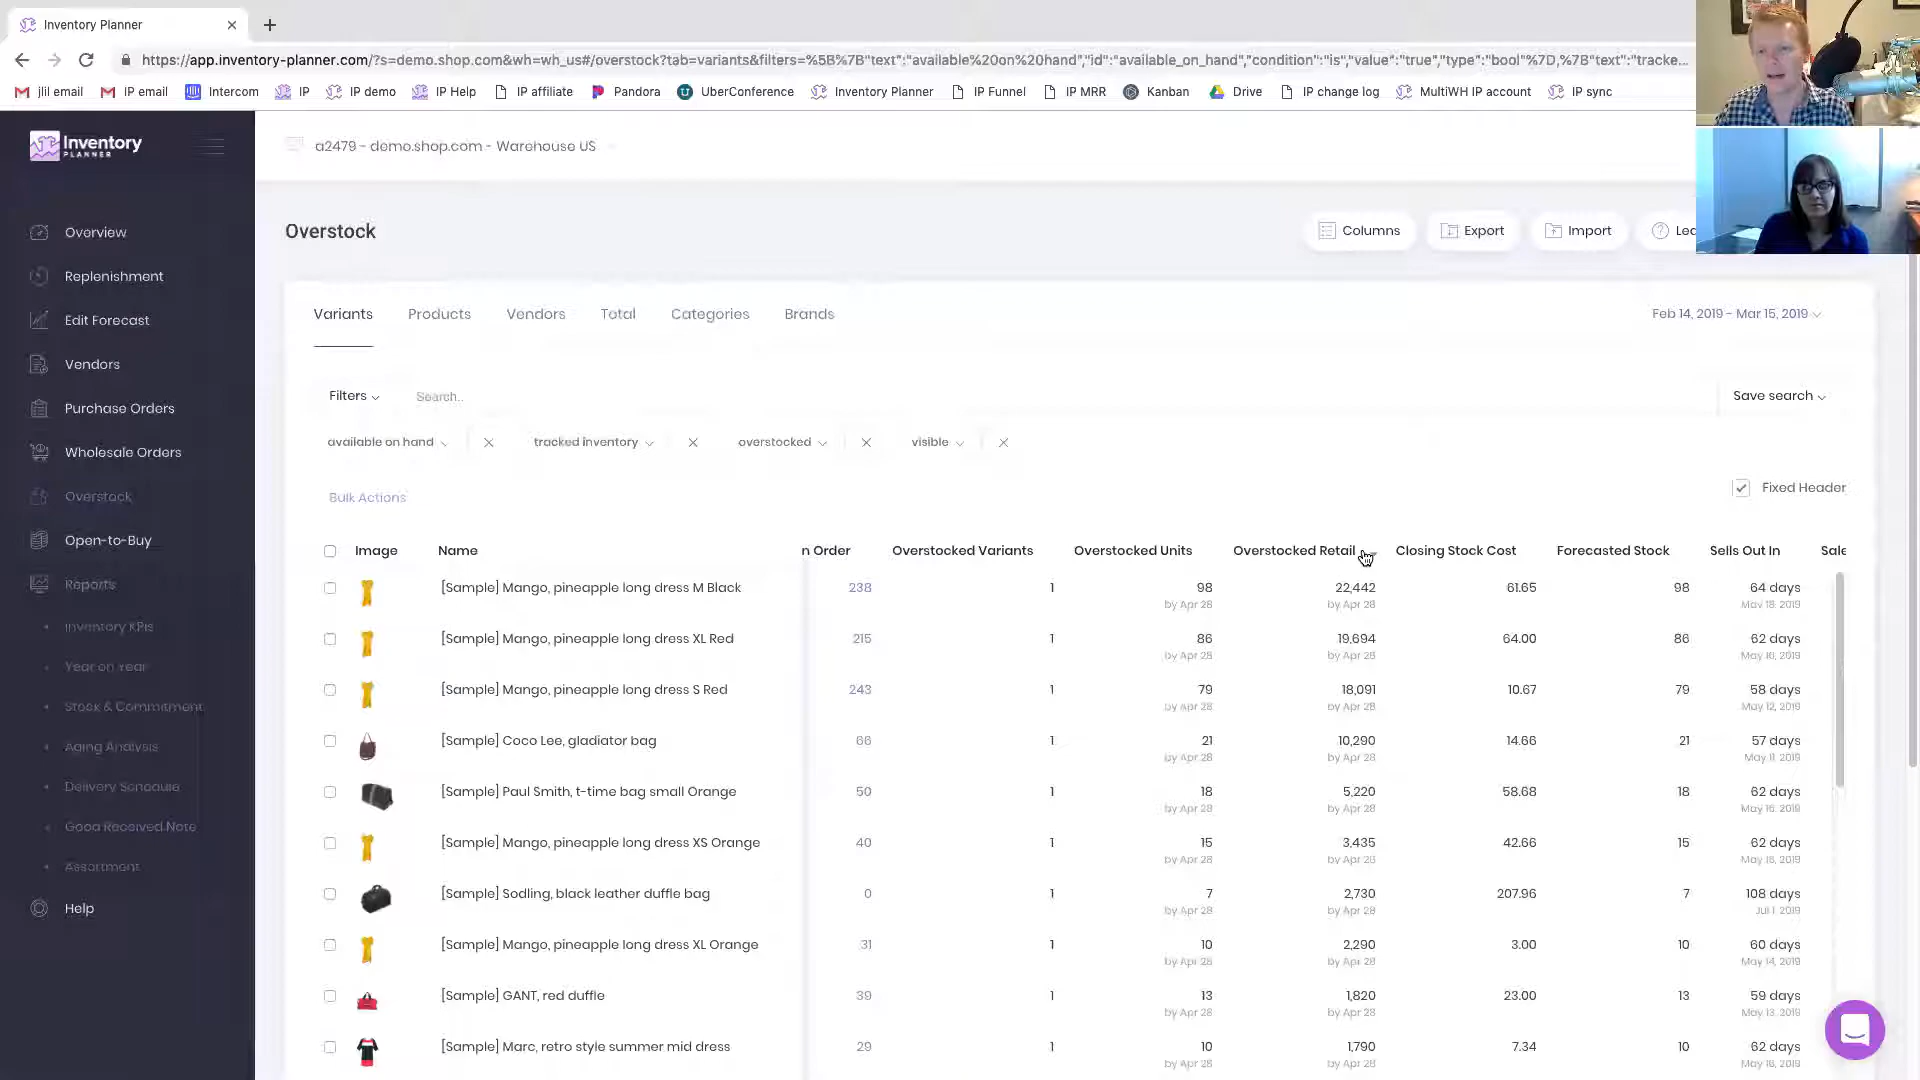 Inventory Planner
https://app.inventory-planner.com/?s=demo.shop.com&wh=wh_us#/overstock?tab=variants&filters=%5B%7B"text":"available%20on%20hand","id":"available_on_hand","condition":"is","value":"true","type":"bool"%7D,%7B"text":"tracke...
jlil email IP email Intercom IP IP demo IP Help IP affiliate Pandora UberConference Inventory Planner IP Funnel IP MRR Kanban Drive IP change log MultiWH IP account IP sync
Inventory
PLANNER
a2479 - demo.shop.com - Warehouse US
Overview
Replenishment
Edit Forecast
Vendors
Purchase Orders
Wholesale Orders
Overstock
Open-to-Buy
Reports
Inventory KPIs
Year on Year
Stock & Commitment
Aging Analysis
Delivery Schedule
Good Received Note
Assortment
Help
Overstock
Columns Export Import Lea
Variants Products Vendors Total Categories Brands
Feb 14, 2019 - Mar 15, 2019
Filters Search..
Save search
available on hand tracked inventory overstocked visible
Bulk Actions
Fixed Header
Image Name n Order Overstocked Variants Overstocked Units Overstocked Retail Closing Stock Cost Forecasted Stock Sells Out In Sale
[Sample] Mango, pineapple long dress M Black 238 1 98 22,442 61.65 98 64 days
by Apr 28 by Apr 28 May 18, 2019
[Sample] Mango, pineapple long dress XL Red 215 1 86 19,694 64.00 86 62 days
by Apr 28 by Apr 28 May 16, 2019
[Sample] Mango, pineapple long dress S Red 243 1 79 18,091 10.67 79 58 days
by Apr 28 by Apr 28 May 12, 2019
[Sample] Coco Lee, gladiator bag 66 1 21 10,290 14.66 21 57 days
by Apr 28 by Apr 28 May 11, 2019
[Sample] Paul Smith, t-time bag small Orange 50 1 18 5,220 58.68 18 62 days
by Apr 28 by Apr 28 May 16, 2019
[Sample] Mango, pineapple long dress XS Orange 40 1 15 3,435 42.66 15 62 days
by Apr 28 by Apr 28 May 16, 2019
[Sample] Sodling, black leather duffle bag 0 1 7 2,730 207.96 7 108 days
by Apr 28 by Apr 28 Jul 1, 2019
[Sample] Mango, pineapple long dress XL Orange 31 1 10 2,290 3.00 10 60 days
by Apr 28 by Apr 28 May 14, 2019
[Sample] GANT, red duffle 39 1 13 1,820 23.00 13 59 days
by Apr 28 by Apr 28 May 13, 2019
[Sample] Marc, retro style summer mid dress 29 1 10 1,790 7.34 10 62 days
by Apr 28 by Apr 28 May 16, 2019